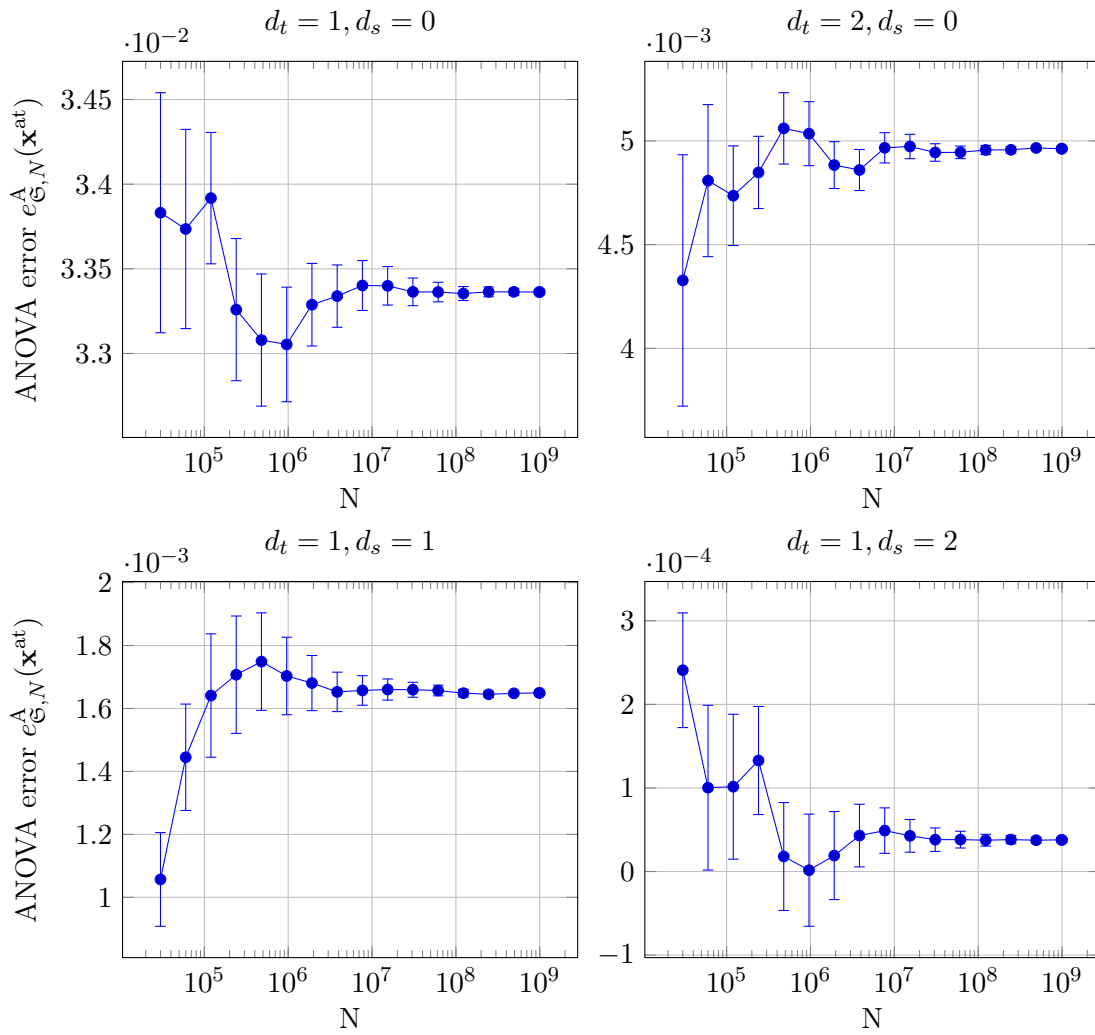 d_t = 1, d_s = 0
·10^−2
3.45
3.4
3.35
3.3
ANOVA error e^A_{𝔖,N}(x^at)
10^5 10^6 10^7 10^8 10^9
N
d_t = 2, d_s = 0
·10^−3
5
4.5
4
10^5 10^6 10^7 10^8 10^9
N
d_t = 1, d_s = 1
·10^−3
2
1.8
1.6
1.4
1.2
1
ANOVA error e^A_{𝔖,N}(x^at)
10^5 10^6 10^7 10^8 10^9
N
d_t = 1, d_s = 2
·10^−4
3
2
1
0
−1
10^5 10^6 10^7 10^8 10^9
N